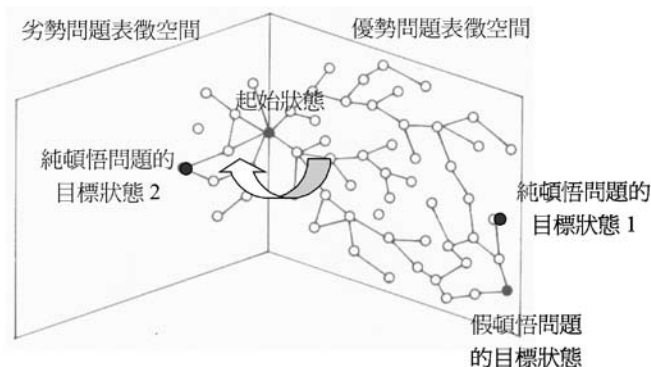 劣勢問題表徵空間
優勢問題表徵空間
起始狀態
純頓悟問題的
目標狀態 2
純頓悟問題的
目標狀態 1
假頓悟問題
的目標狀態